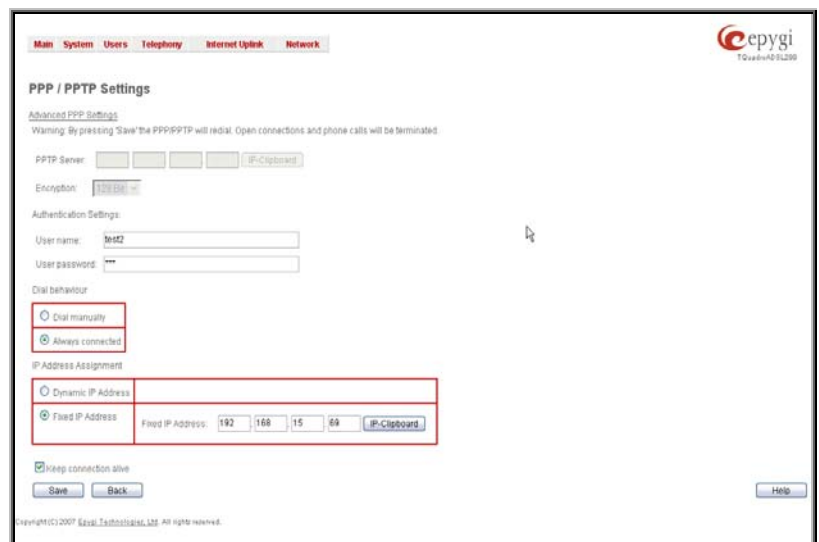 Main System Users Telephony Internet Uplink Network
epygi
PPP / PPTP Settings
Advanced PPP Settings
Warning: By pressing 'Save' the PPP/PPTP will redial. Open connections and phone calls will be terminated.
PPTP Server: IP-Clipboard
Encryption: 128 Bit
Authentication Settings:
User name: test2
User password: ***
Dial behaviour
Dial manually
Always connected
IP Address Assignment
Dynamic IP Address
Fixed IP Address Fixed IP Address: 192 . 168 . 15 . 69 IP-Clipboard
Keep connection alive
Save Back Help
Copyright (C) 2007 Epygi Technologies, Ltd. All rights reserved.